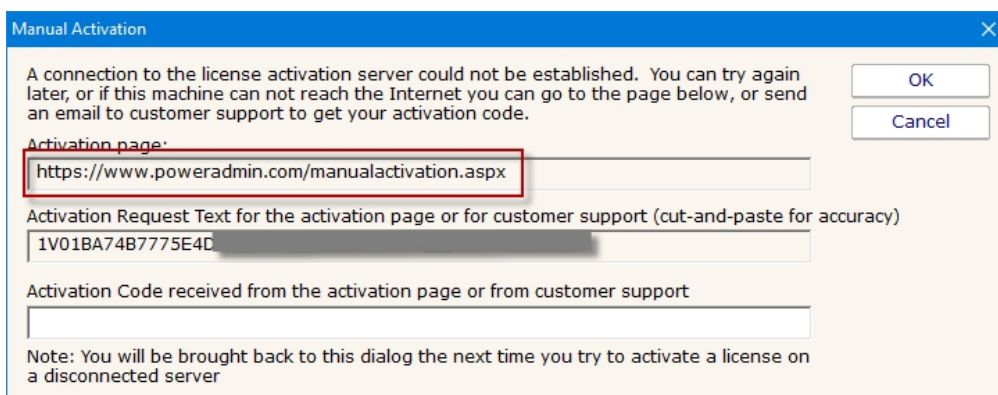 Manual Activation
A connection to the license activation server could not be established.  You can try again
later, or if this machine can not reach the Internet you can go to the page below, or send
an email to customer support to get your activation code.
OK
Cancel
Activation page:
https://www.poweradmin.com/manualactivation.aspx
Activation Request Text for the activation page or for customer support (cut-and-paste for accuracy)
1V01BA74B7775E4D
Activation Code received from the activation page or from customer support
Note: You will be brought back to this dialog the next time you try to activate a license on
a disconnected server